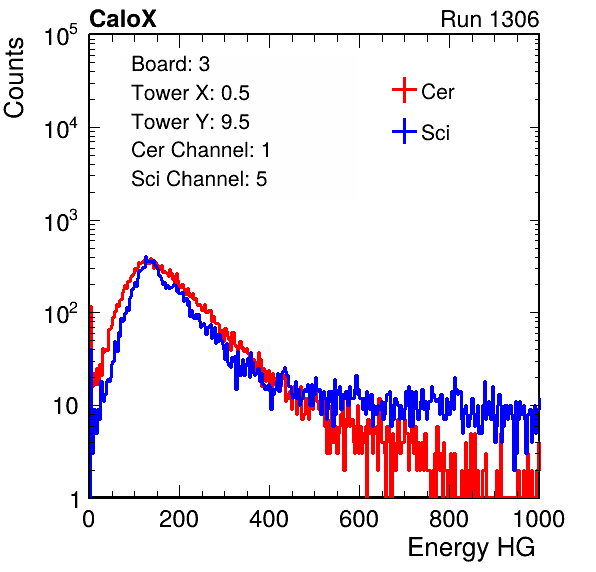 CaloX Run 1306
Counts
Board: 3
Tower X: 0.5
Tower Y: 9.5
Cer Channel: 1
Sci Channel: 5
Cer
Sci
10^5
10^4
10^3
10^2
10
1
0 200 400 600 800 1000
Energy HG